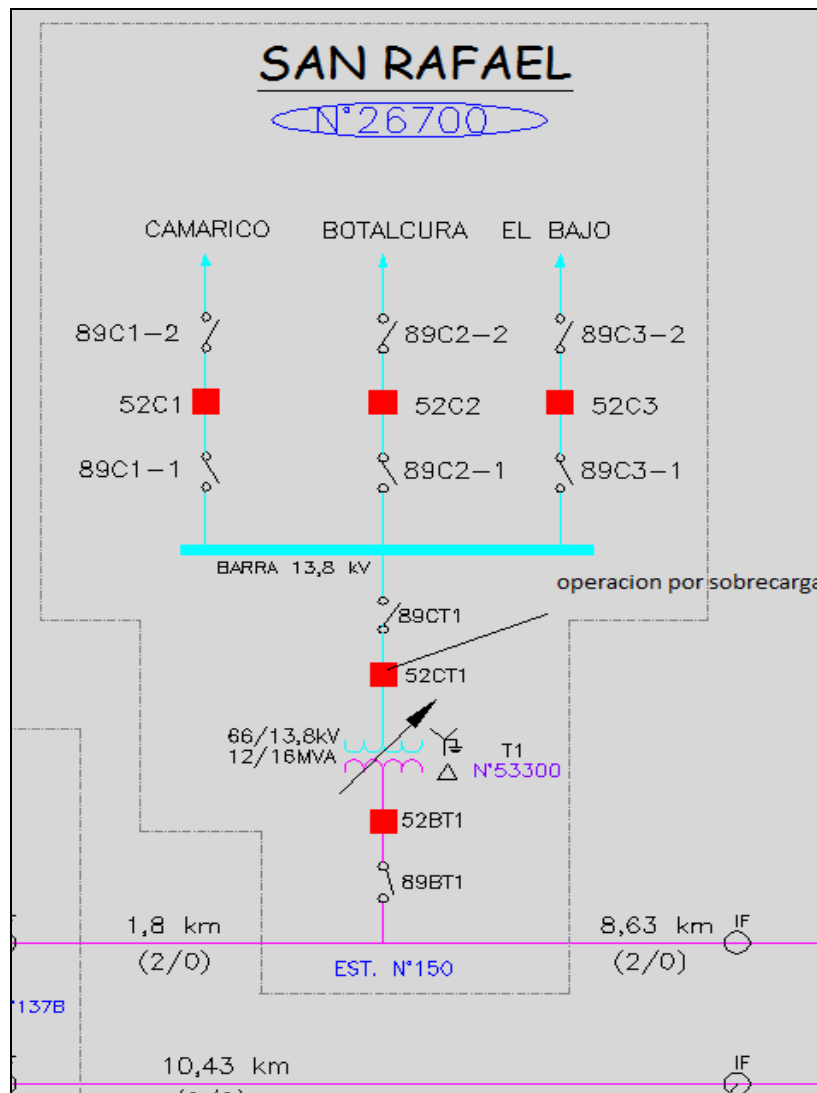 SAN RAFAEL
N°26700
CAMARICO BOTALCURA EL BAJO
89C1-2 89C2-2 89C3-2
52C1 52C2 52C3
89C1-1 89C2-1 89C3-1
BARRA 13,8 kV
operacion por sobrecarga
89CT1
52CT1
66/13,8kV
12/16MVA
T1
N°53300
52BT1
89BT1
1,8 km 8,63 km IF
(2/0) (2/0)
EST. N°150
°137B
10,43 km IF